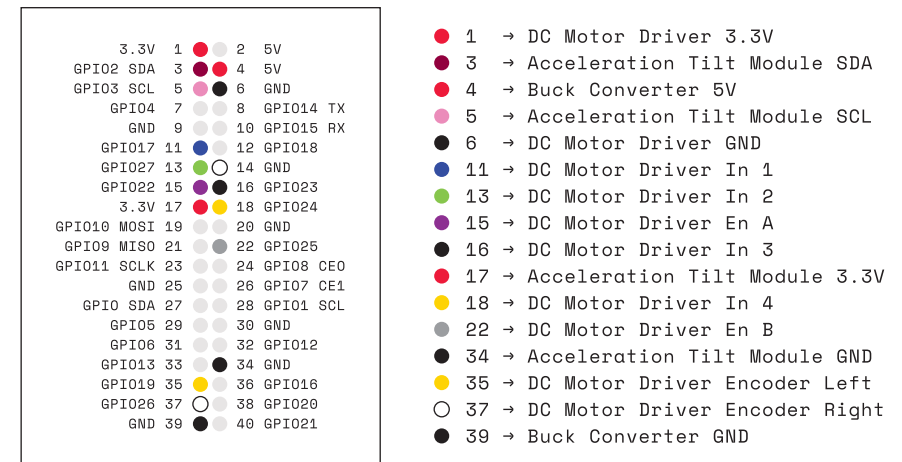 3.3V 1 2 5V
GPIO2 SDA 3 4 5V
GPIO3 SCL 5 6 GND
GPIO4 7 8 GPIO14 TX
GND 9 10 GPIO15 RX
GPIO17 11 12 GPIO18
GPIO27 13 14 GND
GPIO22 15 16 GPIO23
3.3V 17 18 GPIO24
GPIO10 MOSI 19 20 GND
GPIO9 MISO 21 22 GPIO25
GPIO11 SCLK 23 24 GPIO8 CEO
GND 25 26 GPIO7 CE1
GPIO SDA 27 28 GPIO1 SCL
GPIO5 29 30 GND
GPIO6 31 32 GPIO12
GPIO13 33 34 GND
GPIO19 35 36 GPIO16
GPIO26 37 38 GPIO20
GND 39 40 GPIO21
1 → DC Motor Driver 3.3V
3 → Acceleration Tilt Module SDA
4 → Buck Converter 5V
5 → Acceleration Tilt Module SCL
6 → DC Motor Driver GND
11 → DC Motor Driver In 1
13 → DC Motor Driver In 2
15 → DC Motor Driver En A
16 → DC Motor Driver In 3
17 → Acceleration Tilt Module 3.3V
18 → DC Motor Driver In 4
22 → DC Motor Driver En B
34 → Acceleration Tilt Module GND
35 → DC Motor Driver Encoder Left
37 → DC Motor Driver Encoder Right
39 → Buck Converter GND